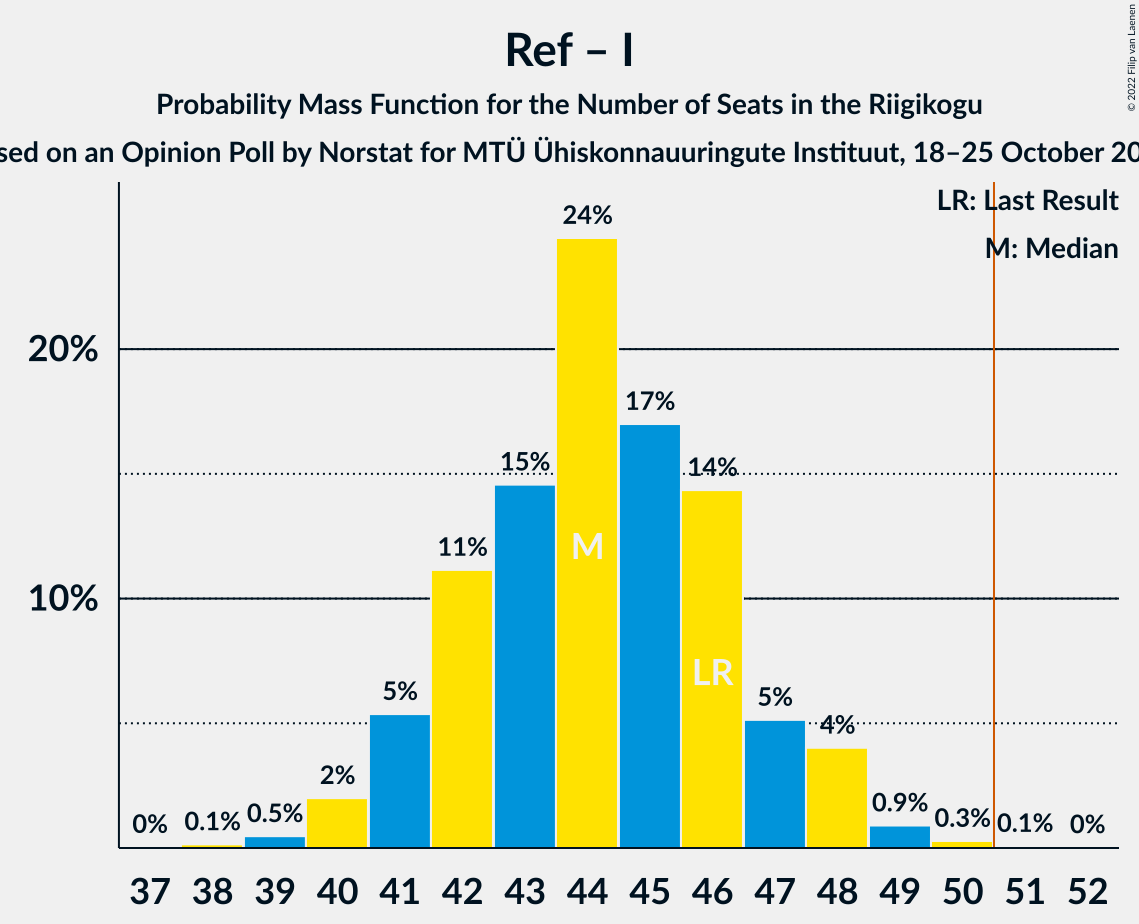 Ref – I
Probability Mass Function for the Number of Seats in the Riigikogu
sed on an Opinion Poll by Norstat for MTÜ Ühiskonnauuringute Instituut, 18–25 October 20
© 2022 Filip van Laenen
LR: Last Result
M: Median
24%
20%
17%
15%
14%
11%
M
10%
LR
5%
5%
4%
2%
0%
0.1%
0.5%
0.9%
0.3%
0.1%
0%
37 38 39 40 41 42 43 44 45 46 47 48 49 50 51 52